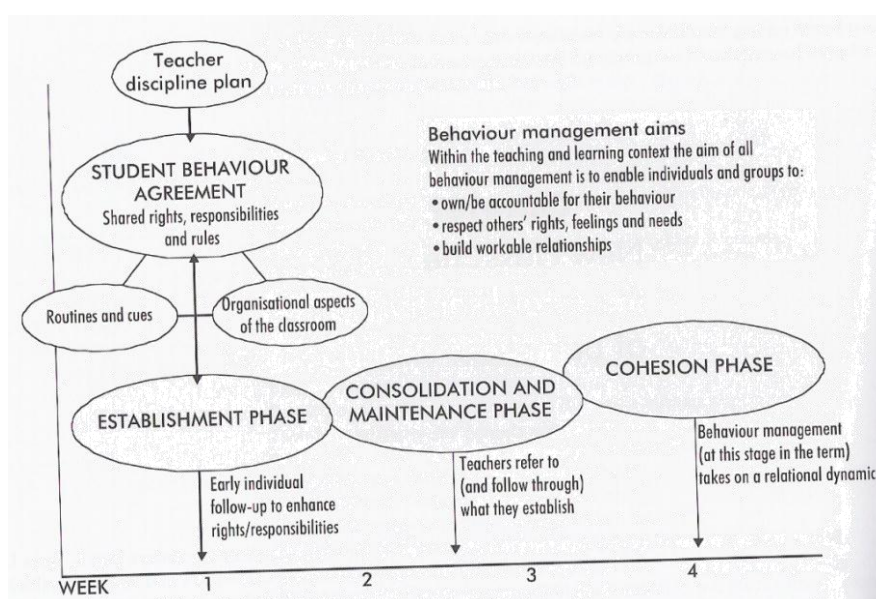 Teacher
discipline plan
STUDENT BEHAVIOUR
AGREEMENT
Shared rights, responsibilities
and rules
Routines and cues
Organisational aspects
of the classroom
Behaviour management aims
Within the teaching and learning context the aim of all
behaviour management is to enable individuals and groups to:
• own/be accountable for their behaviour
• respect others' rights, feelings and needs
• build workable relationships
ESTABLISHMENT PHASE
CONSOLIDATION AND
MAINTENANCE PHASE
COHESION PHASE
Early individual
follow-up to enhance
rights/responsibilities
Teachers refer to
(and follow through)
what they establish
Behaviour management
(at this stage in the term)
takes on a relational dynamic
WEEK 1 2 3 4